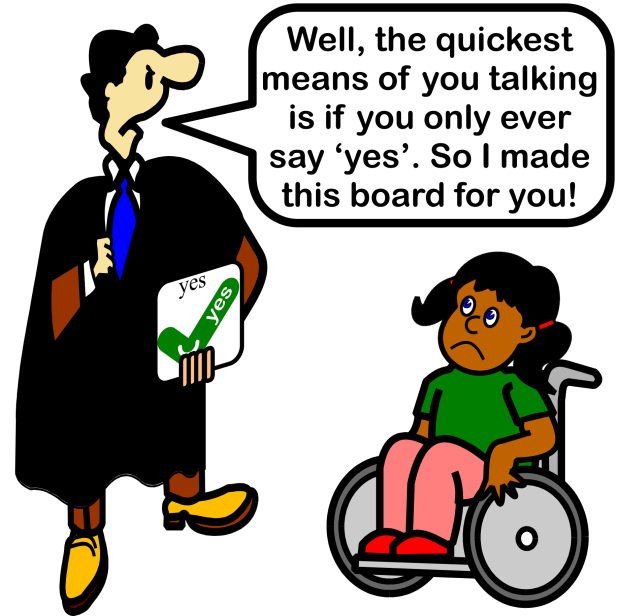 Well, the quickest
means of you talking
is if you only ever
say ‘yes’. So I made
this board for you!
yes
yes